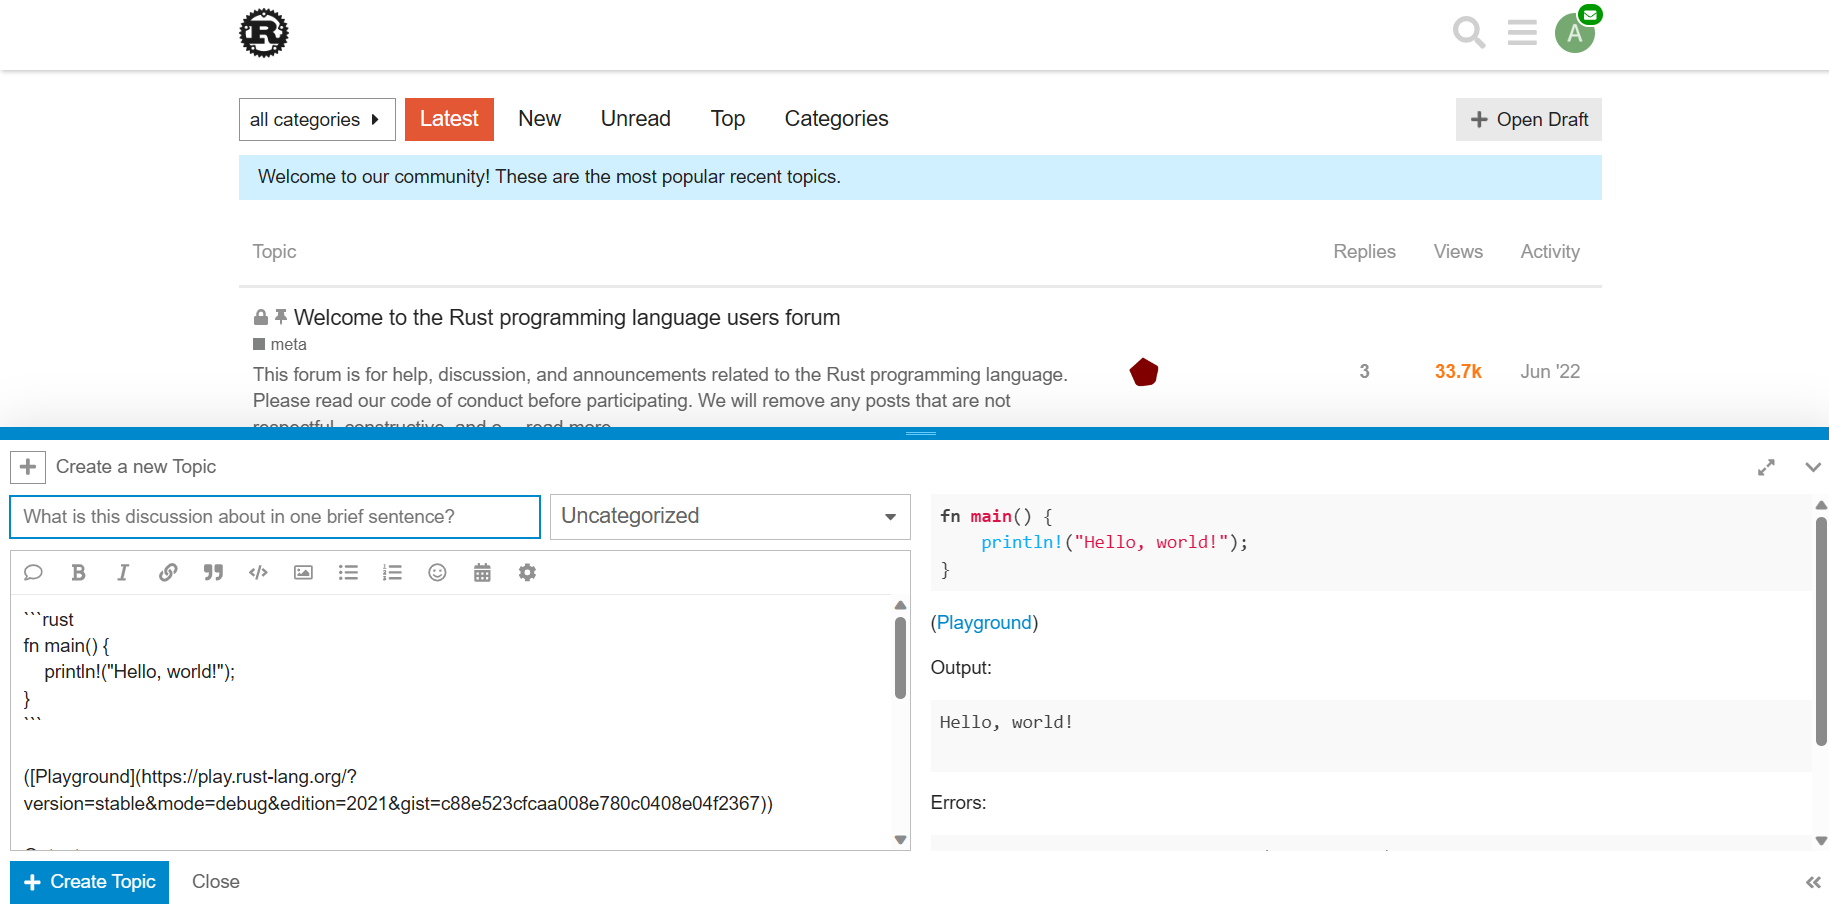 R
A
all categories
Latest
New
Unread
Top
Categories
Open Draft
Welcome to our community! These are the most popular recent topics.
Topic
Replies
Views
Activity
Welcome to the Rust programming language users forum
meta
This forum is for help, discussion, and announcements related to the Rust programming language.
Please read our code of conduct before participating. We will remove any posts that are not
respectful, constructive, and o… read more
3
33.7k
Jun '22
Create a new Topic
What is this discussion about in one brief sentence?
Uncategorized
```rust
fn main() {
    println!("Hello, world!");
}
```
([Playground](https://play.rust-lang.org/?
version=stable&mode=debug&edition=2021&gist=c88e523cfcaa008e780c0408e04f2367))
fn main() {
    println!("Hello, world!");
}
(Playground)
Output:
Hello, world!
Errors:
Create Topic
Close